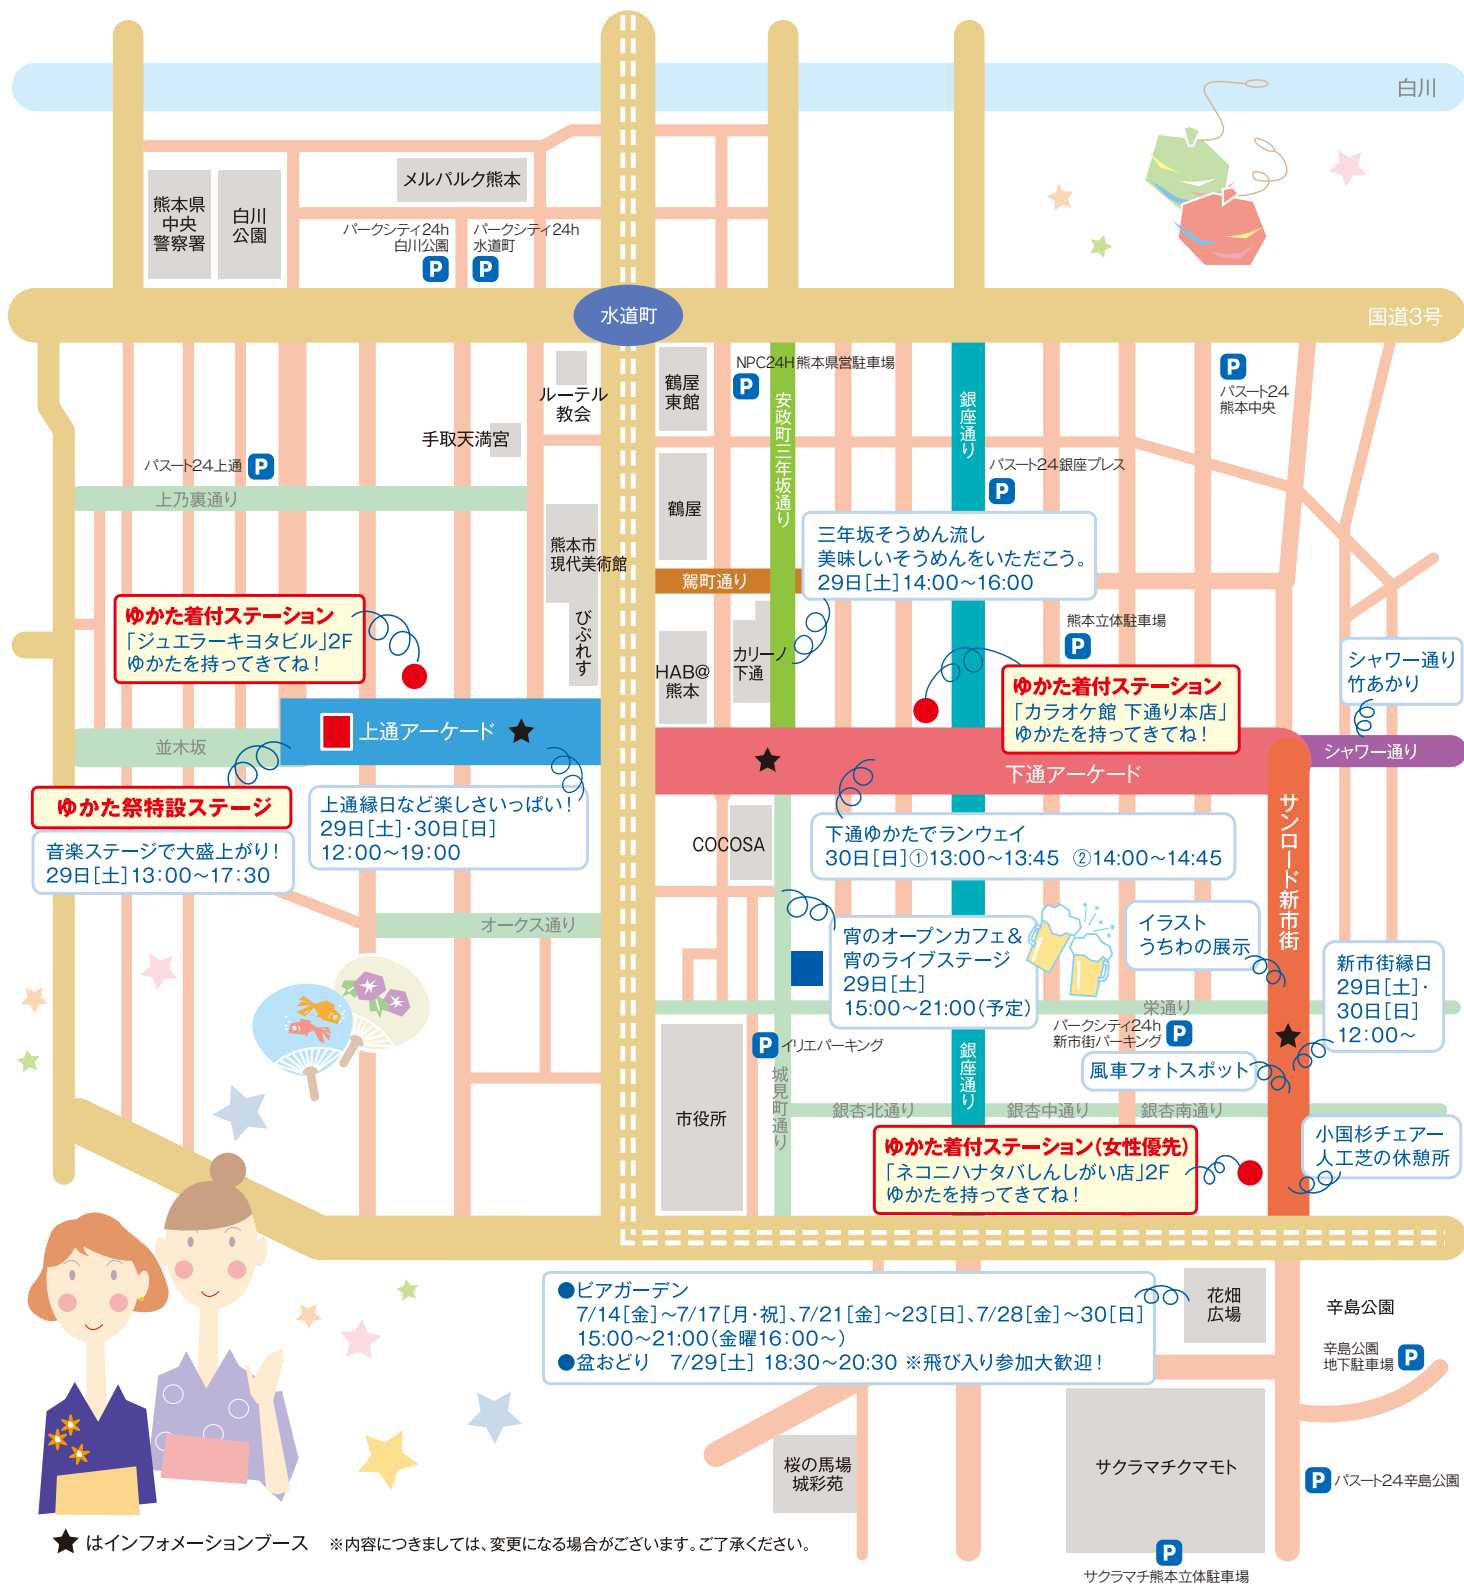 白川
熊本県
中央
警察署
白川
公園
メルパルク熊本
パークシティ24h
白川公園
P
パークシティ24h
水道町
P
水道町
国道3号
ルーテル
教会
手取天満宮
鶴屋
東館
NPC24H熊本県営駐車場
P
安政町三年坂通り
銀座通り
P
パスート24
熊本中央
パスート24上通
P
上乃裏通り
パスート24銀座プレス
P
鶴屋
熊本市
現代美術館
びぷれす
駕町通り
三年坂そうめん流し
美味しいそうめんをいただこう。
29日[土]14:00〜16:00
ゆかた着付ステーション
「ジュエラーキヨタビル」2F
ゆかたを持ってきてね!
HAB@
熊本
カリーノ
下通
熊本立体駐車場
P
シャワー通り
竹あかり
ゆかた着付ステーション
「カラオケ館 下通り本店」
ゆかたを持ってきてね!
上通アーケード
並木坂
下通アーケード
シャワー通り
サンロード新市街
ゆかた祭特設ステージ
音楽ステージで大盛上がり!
29日[土]13:00〜17:30
上通縁日など楽しさいっぱい!
29日[土]・30日[日]
12:00〜19:00
COCOSA
下通ゆかたでランウェイ
30日[日]①13:00〜13:45 ②14:00〜14:45
オークス通り
宵のオープンカフェ&
宵のライブステージ
29日[土]
15:00〜21:00(予定)
イラスト
うちわの展示
新市街縁日
29日[土]・
30日[日]
12:00〜
栄通り
パークシティ24h
新市街パーキング
P
P
イリエパーキング
城見町通り
銀座通り
風車フォトスポット
市役所
銀杏北通り
銀杏中通り
銀杏南通り
小国杉チェアー
人工芝の休憩所
ゆかた着付ステーション(女性優先)
「ネコニハナタバしんしがい店」2F
ゆかたを持ってきてね!
●ビアガーデン
7/14[金]〜7/17[月・祝]、7/21[金]〜23[日]、7/28[金]〜30[日]
15:00〜21:00(金曜16:00〜)
●盆おどり 7/29[土] 18:30〜20:30 ※飛び入り参加大歓迎!
花畑
広場
辛島公園
辛島公園
地下駐車場
P
桜の馬場
城彩苑
サクラマチクマモト
P
パスート24辛島公園
P
サクラマチ熊本立体駐車場
★はインフォメーションブース ※内容につきましては、変更になる場合がございます。ご了承ください。